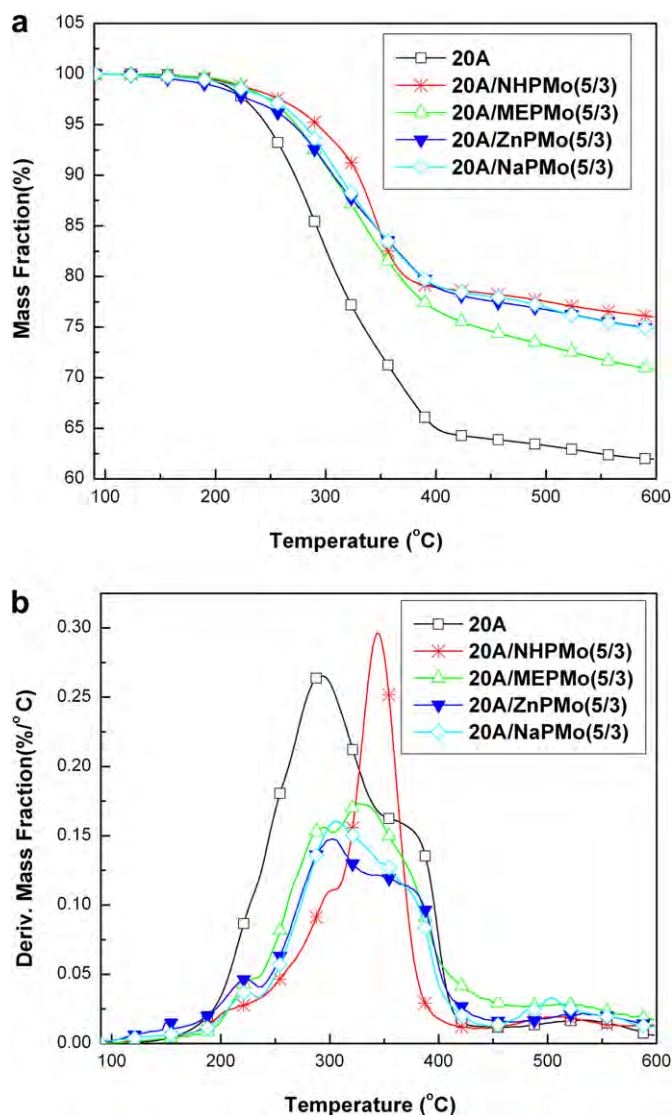 a
105
100
95
90
85
80
75
70
65
60
Mass Fraction(%)
20A
20A/NHPMo(5/3)
20A/MEPMo(5/3)
20A/ZnPMo(5/3)
20A/NaPMo(5/3)
100
200
300
400
500
600
Temperature (°C)
b
0.30
0.25
0.20
0.15
0.10
0.05
0.00
Deriv. Mass Fraction(%/°C)
20A
20A/NHPMo(5/3)
20A/MEPMo(5/3)
20A/ZnPMo(5/3)
20A/NaPMo(5/3)
100
200
300
400
500
600
Temperature (°C)